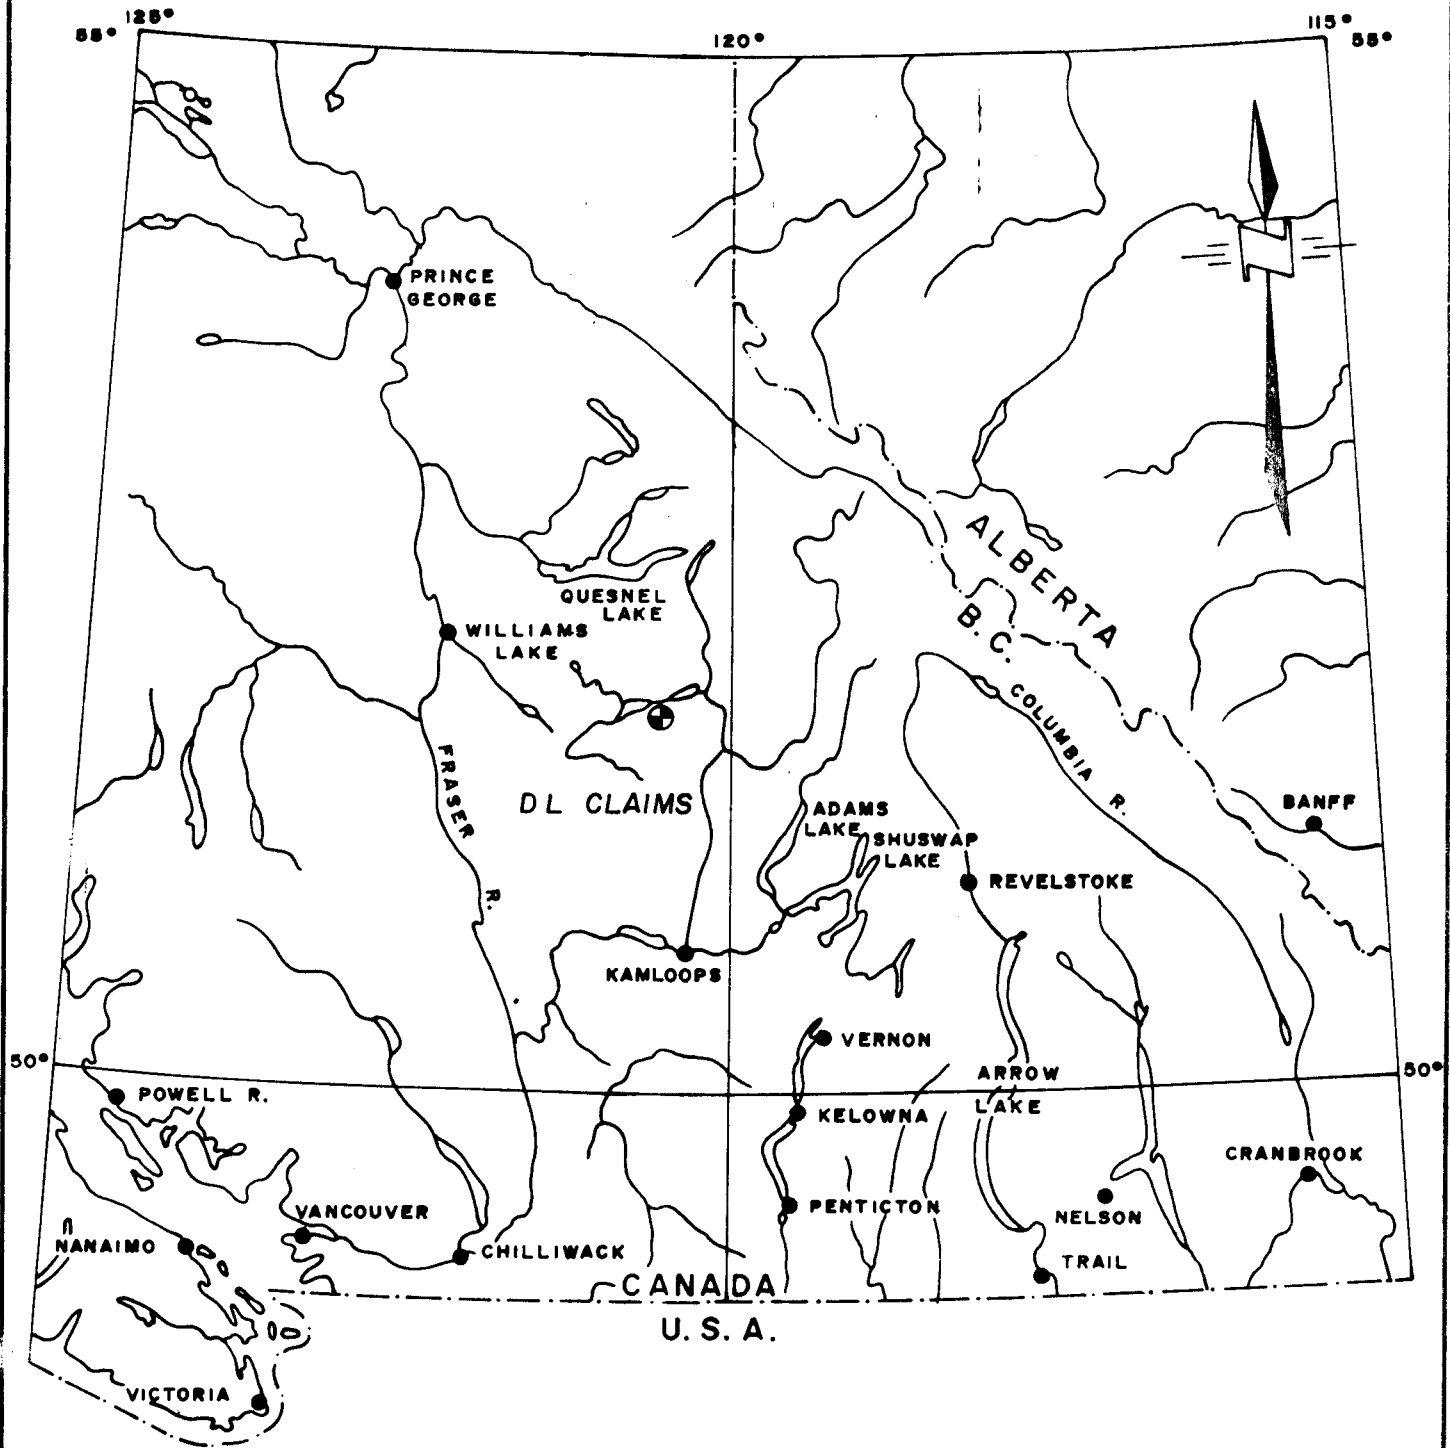 125°
120°
115°
55°
55°
PRINCE
GEORGE
ALBERTA
B.C.
QUESNEL
LAKE
WILLIAMS
LAKE
COLUMBIA R.
FRASER R.
DL CLAIMS
BANFF
ADAMS
LAKE
SHUSWAP
LAKE
REVELSTOKE
KAMLOOPS
VERNON
50°
50°
ARROW
LAKE
POWELL R.
KELOWNA
CRANBROOK
PENTICTON
NELSON
VANCOUVER
NANAIMO
CHILLIWACK
TRAIL
CANADA
U.S.A.
VICTORIA